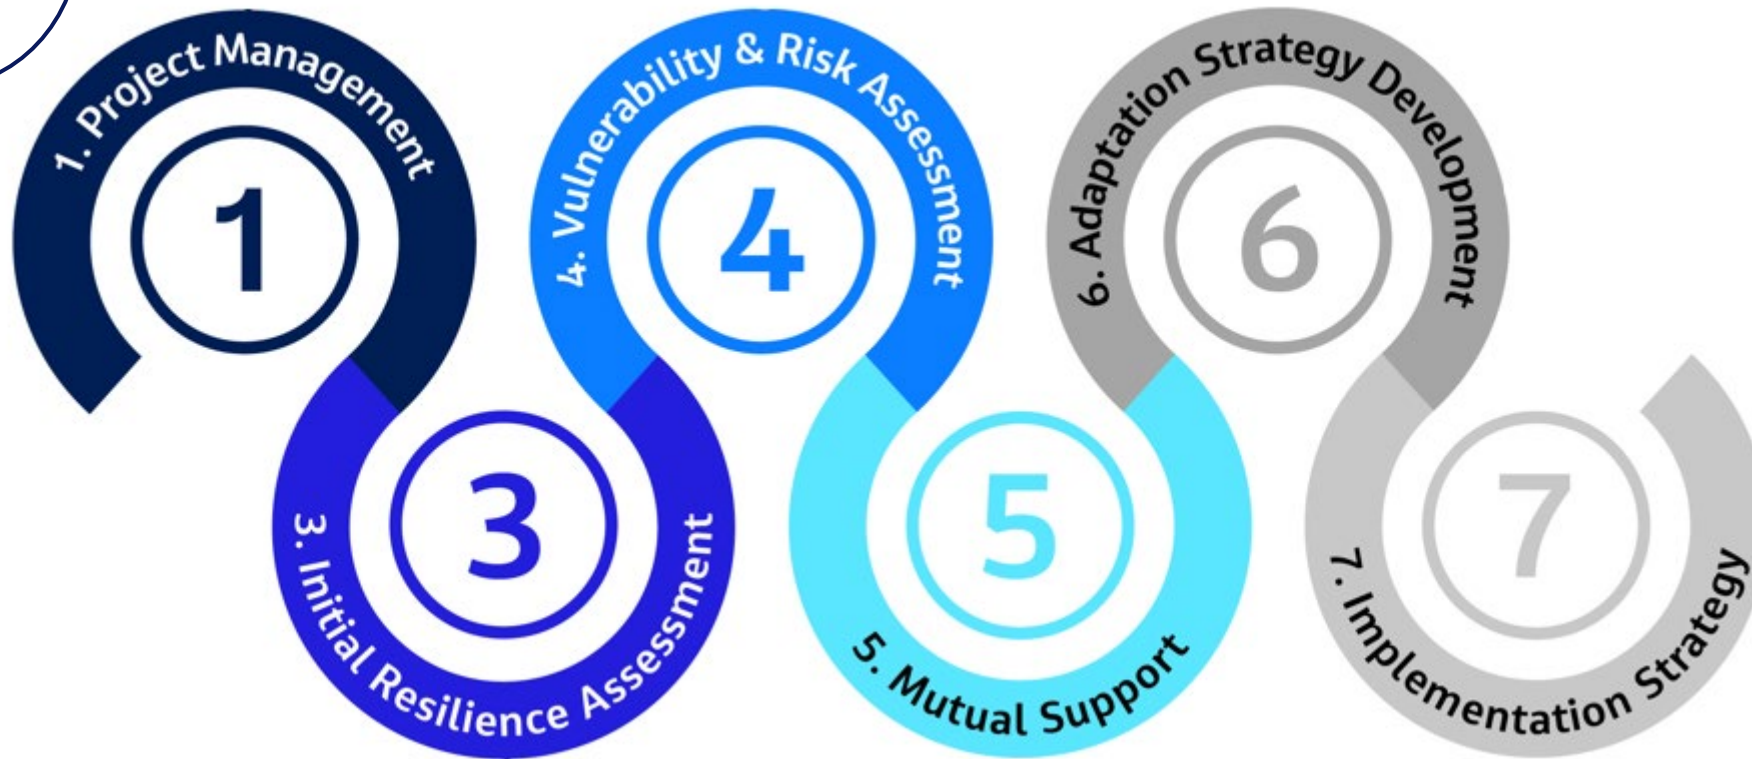 1. Project Management
1
3. Initial Resilience Assessment
3
4. Vulnerability & Risk Assessment
4
5. Mutual Support
5
6. Adaptation Strategy Development
6
7. Implementation Strategy
7